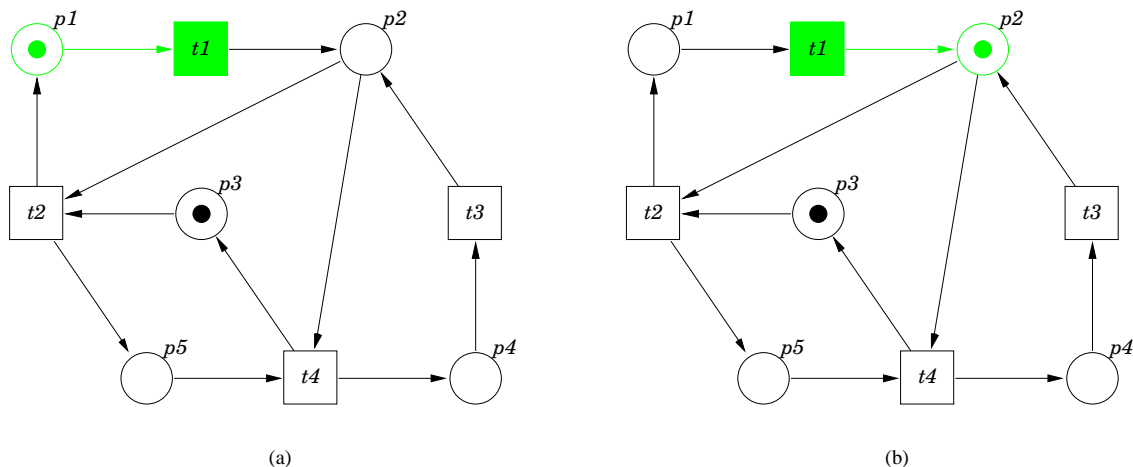 p1 p2 p1 p2
t1 t1
p3 p3
t2 t3 t2 t3
p5 p4 p5 p4
t4 t4
(a) (b)